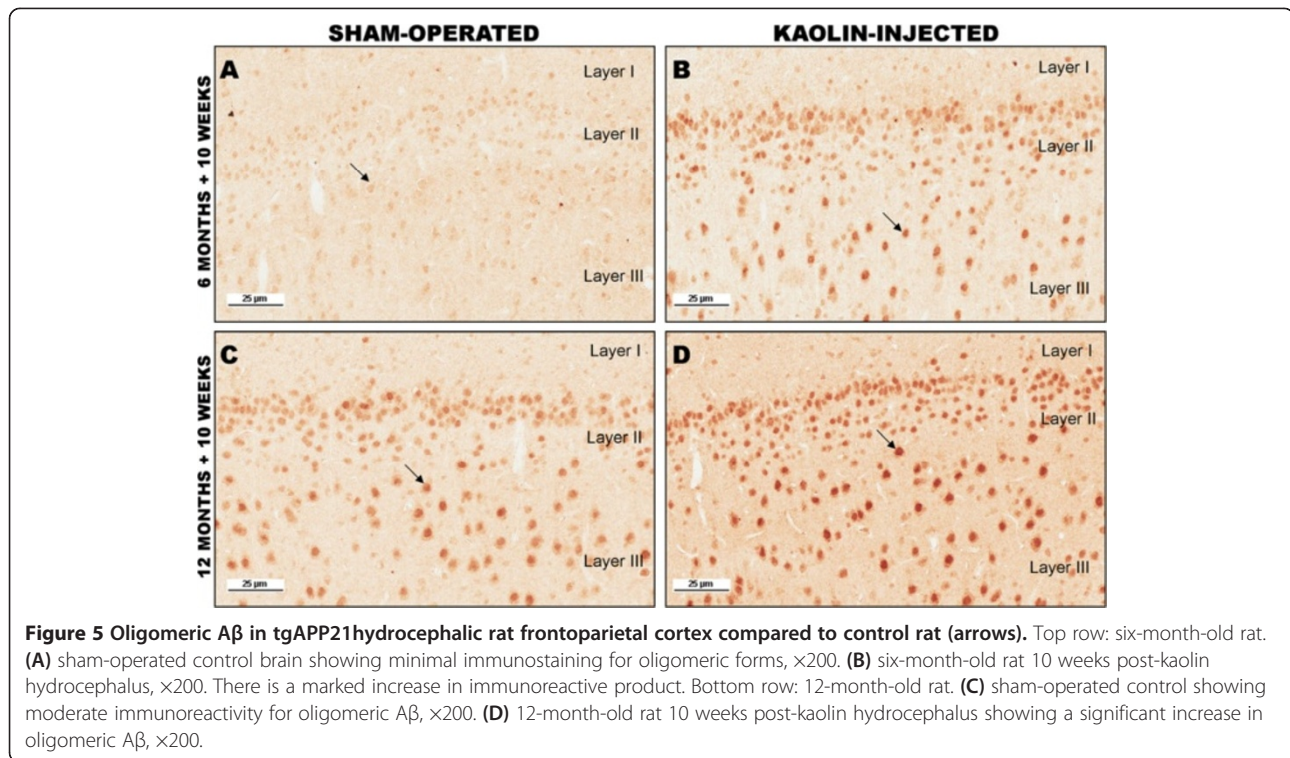 SHAM-OPERATED
KAOLIN-INJECTED
6 MONTHS + 10 WEEKS
A
Layer I
Layer II
Layer III
25 µm
B
Layer I
Layer II
Layer III
25 µm
12 MONTHS + 10 WEEKS
C
Layer I
Layer II
Layer III
25 µm
D
Layer I
Layer II
Layer III
25 µm
Figure 5 Oligomeric Aβ in tgAPP21hydrocephalic rat frontoparietal cortex compared to control rat (arrows). Top row: six-month-old rat.
(A) sham-operated control brain showing minimal immunostaining for oligomeric forms, ×200. (B) six-month-old rat 10 weeks post-kaolin
hydrocephalus, ×200. There is a marked increase in immunoreactive product. Bottom row: 12-month-old rat. (C) sham-operated control showing
moderate immunoreactivity for oligomeric Aβ, ×200. (D) 12-month-old rat 10 weeks post-kaolin hydrocephalus showing a significant increase in
oligomeric Aβ, ×200.